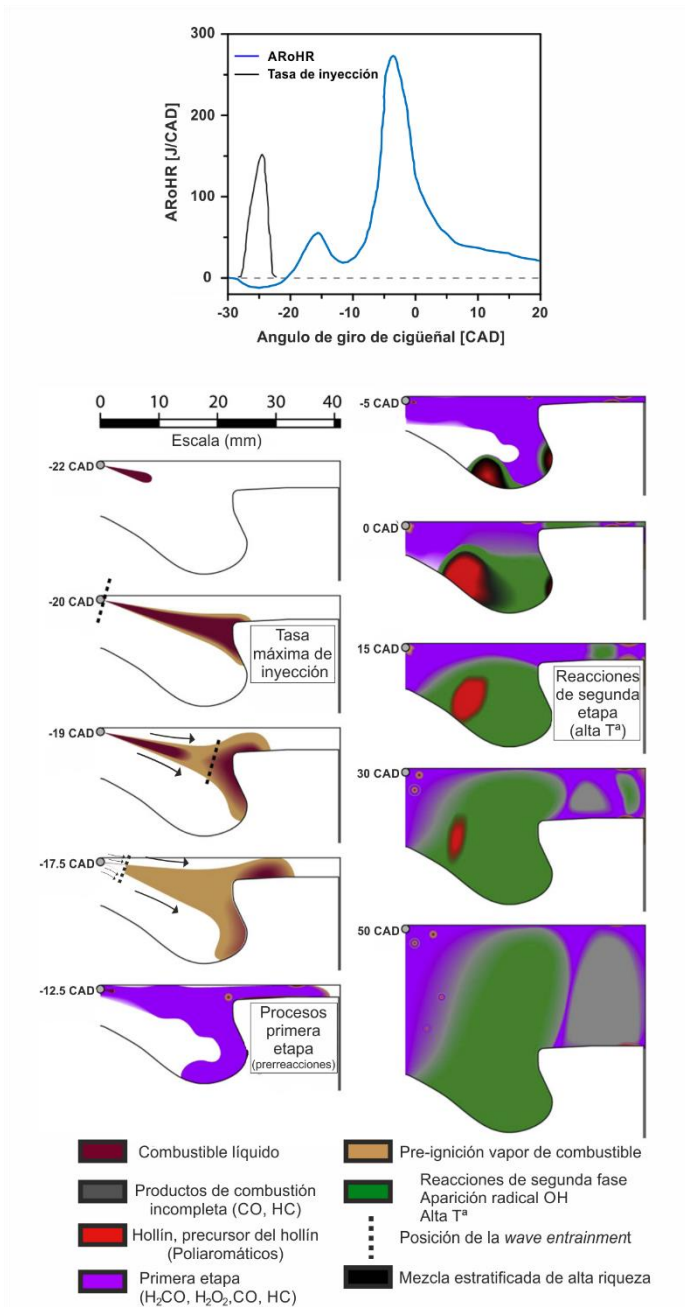 300
ARoHR
Tasa de inyección
200
100
0
ARoHR [J/CAD]
-30
-20
-10
0
10
20
Angulo de giro de cigüeñal [CAD]
0 10 20 30 40
Escala (mm)
-22 CAD
-20 CAD
Tasa
máxima de
inyección
-19 CAD
-17.5 CAD
-12.5 CAD
Procesos
primera
etapa
(prerreacciones)
-5 CAD
0 CAD
15 CAD
Reacciones
de segunda
etapa
(alta Tª)
30 CAD
50 CAD
Combustible líquido
Productos de combustión
incompleta (CO, HC)
Hollín, precursor del hollín
(Poliaromáticos)
Primera etapa
(H₂CO, H₂O₂,CO, HC)
Pre-ignición vapor de combustible
Reacciones de segunda fase
Aparición radical OH
Alta Tª
Posición de la wave entrainment
Mezcla estratificada de alta riqueza